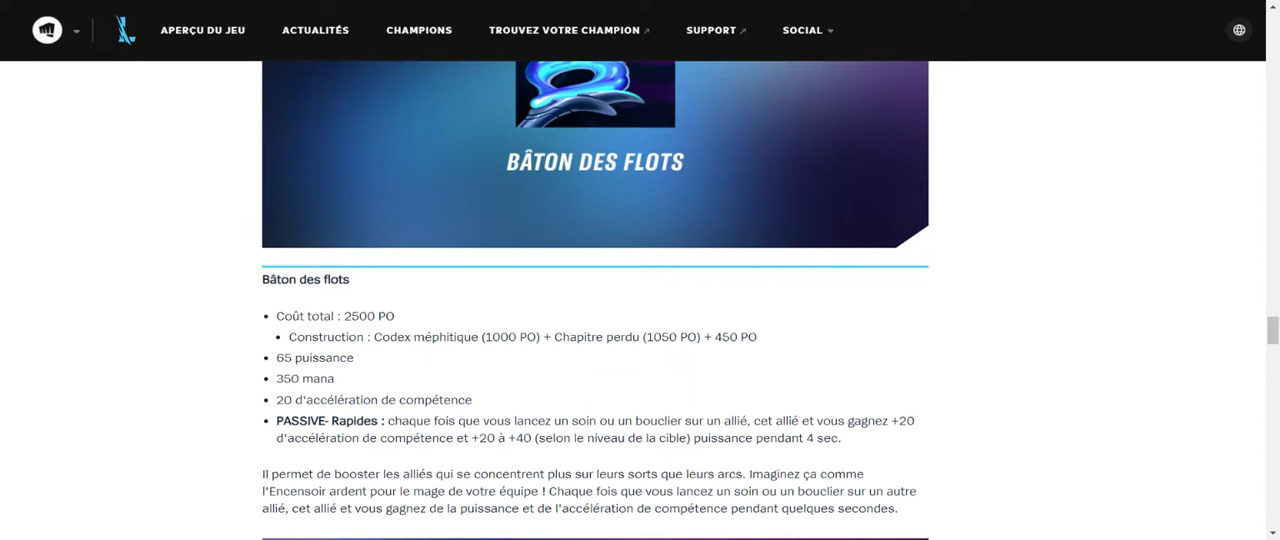 APERÇU DU JEU ACTUALITÉS CHAMPIONS TROUVEZ VOTRE CHAMPION SUPPORT SOCIAL
BÂTON DES FLOTS
Bâton des flots
• Coût total : 2500 PO
• Construction : Codex méphitique (1000 PO) + Chapitre perdu (1050 PO) + 450 PO
• 65 puissance
• 350 mana
• 20 d'accélération de compétence
• PASSIVE- Rapides : chaque fois que vous lancez un soin ou un bouclier sur un allié, cet allié et vous gagnez +20
d'accélération de compétence et +20 à +40 (selon le niveau de la cible) puissance pendant 4 sec.
Il permet de booster les alliés qui se concentrent plus sur leurs sorts que leurs arcs. Imaginez ça comme
l'Encensoir ardent pour le mage de votre équipe ! Chaque fois que vous lancez un soin ou un bouclier sur un autre
allié, cet allié et vous gagnez de la puissance et de l'accélération de compétence pendant quelques secondes.